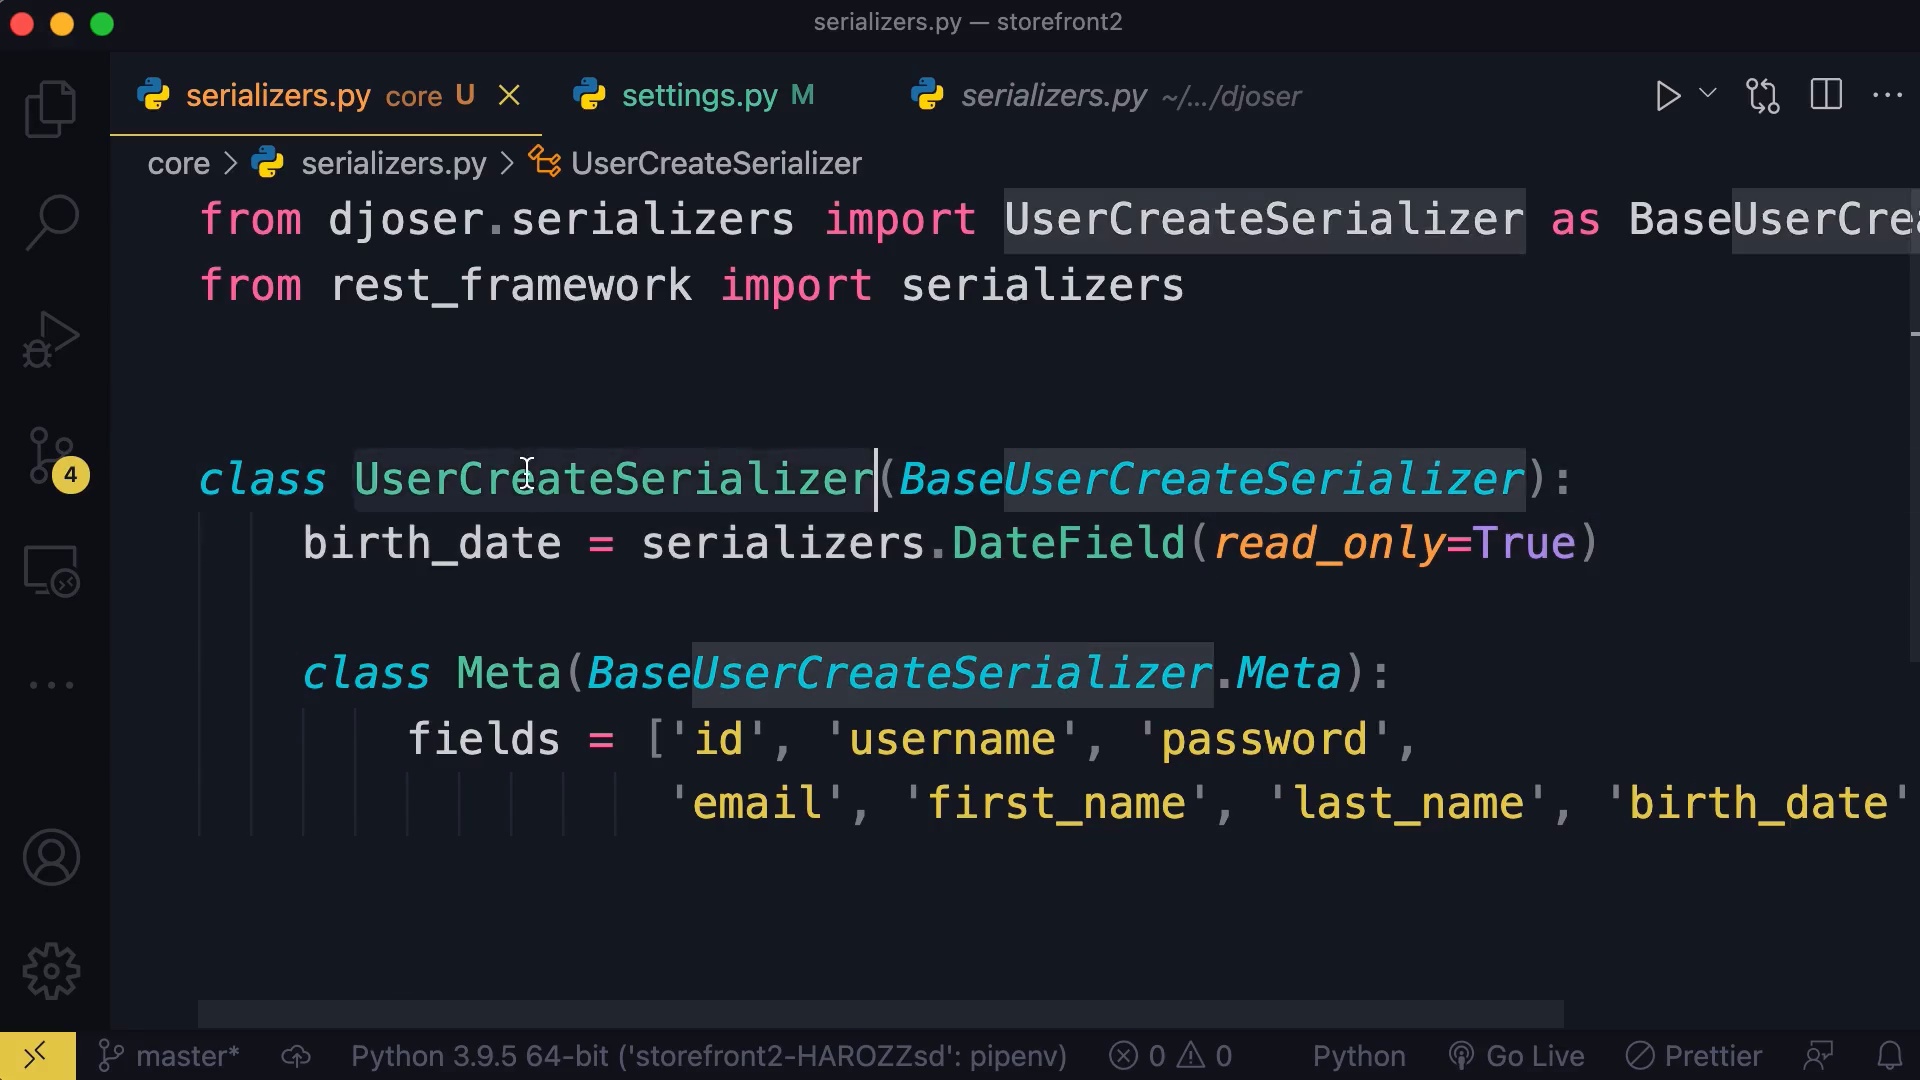 serializers.py — storefront2
serializers.py core U
settings.py M
serializers.py ~/.../djoser
core > serializers.py > UserCreateSerializer
from djoser.serializers import UserCreateSerializer as BaseUserCrea
from rest_framework import serializers
class UserCreateSerializer(BaseUserCreateSerializer):
birth_date = serializers.DateField(read_only=True)
class Meta(BaseUserCreateSerializer.Meta):
fields = ['id', 'username', 'password',
'email', 'first_name', 'last_name', 'birth_date'
4
master* Python 3.9.5 64-bit ('storefront2-HAROZZsd': pipenv) 0 0 Python Go Live Prettier